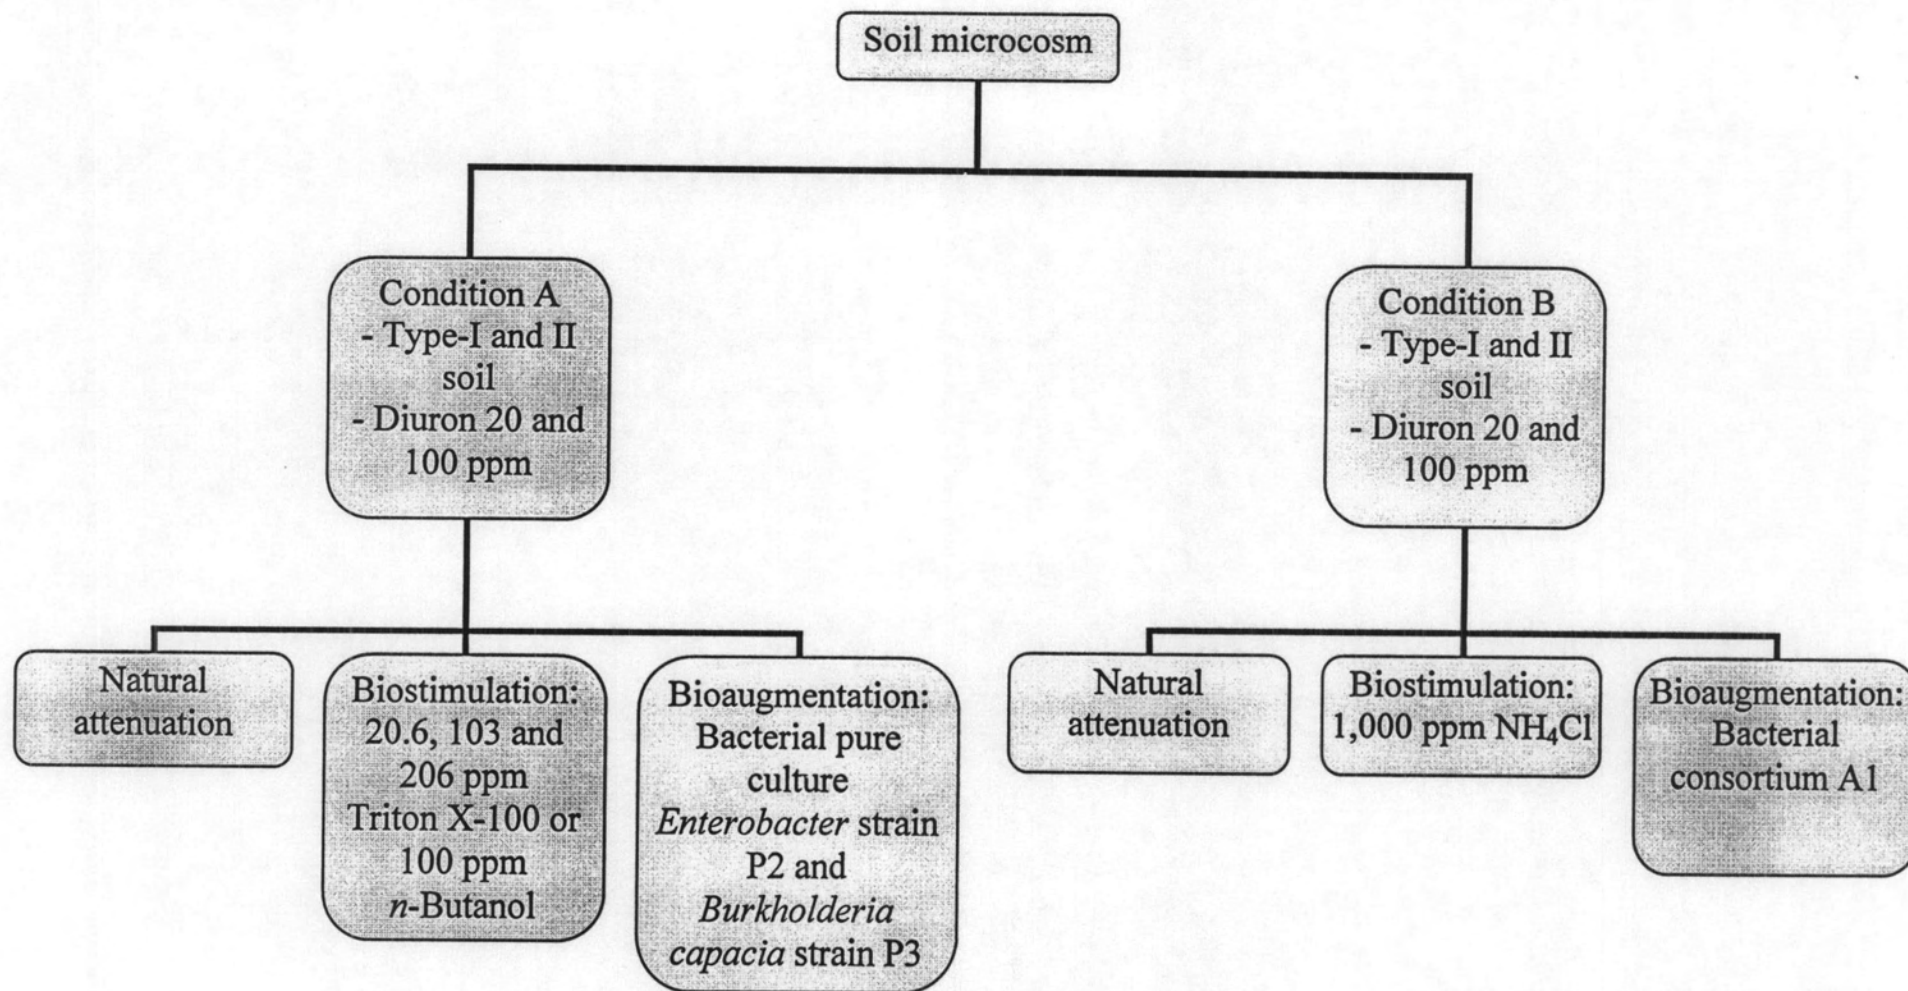 Soil microcosm
Condition A
- Type-I and II
soil
- Diuron 20 and
100 ppm
Condition B
- Type-I and II
soil
- Diuron 20 and
100 ppm
Natural
attenuation
Biostimulation:
20.6, 103 and
206 ppm
Triton X-100 or
100 ppm
n-Butanol
Bioaugmentation:
Bacterial pure
culture
Enterobacter strain
P2 and
Burkholderia
capacia strain P3
Natural
attenuation
Biostimulation:
1,000 ppm NH₄Cl
Bioaugmentation:
Bacterial
consortium A1